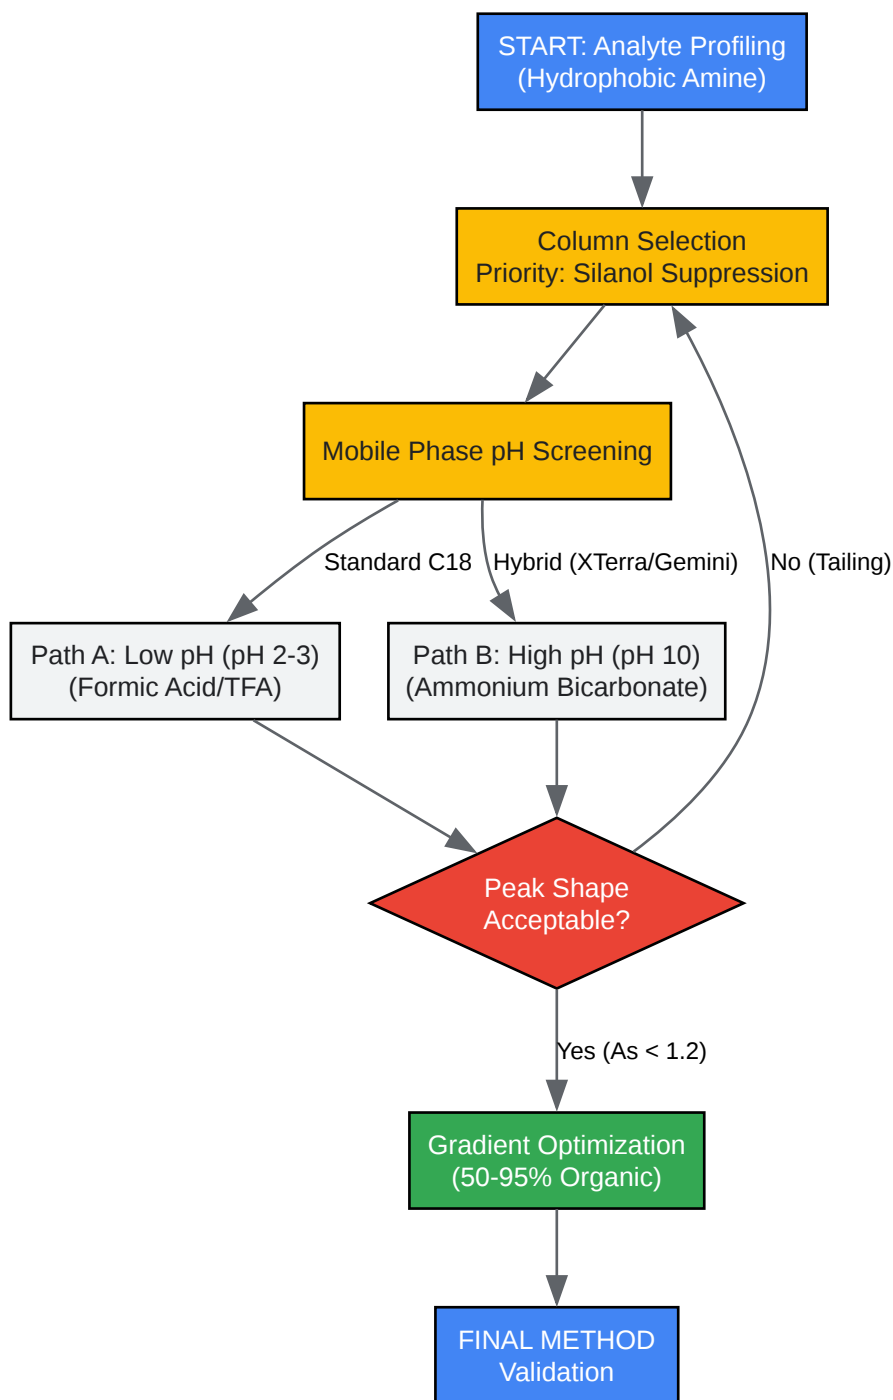 START: Analyte Profiling
(Hydrophobic Amine)
Column Selection
Priority: Silanol Suppression
Mobile Phase pH Screening
Standard C18
Hybrid (XTerra/Gemini)
No (Tailing)
Path A: Low pH (pH 2-3)
(Formic Acid/TFA)
Path B: High pH (pH 10)
(Ammonium Bicarbonate)
Peak Shape
Acceptable?
Yes (As < 1.2)
Gradient Optimization
(50-95% Organic)
FINAL METHOD
Validation